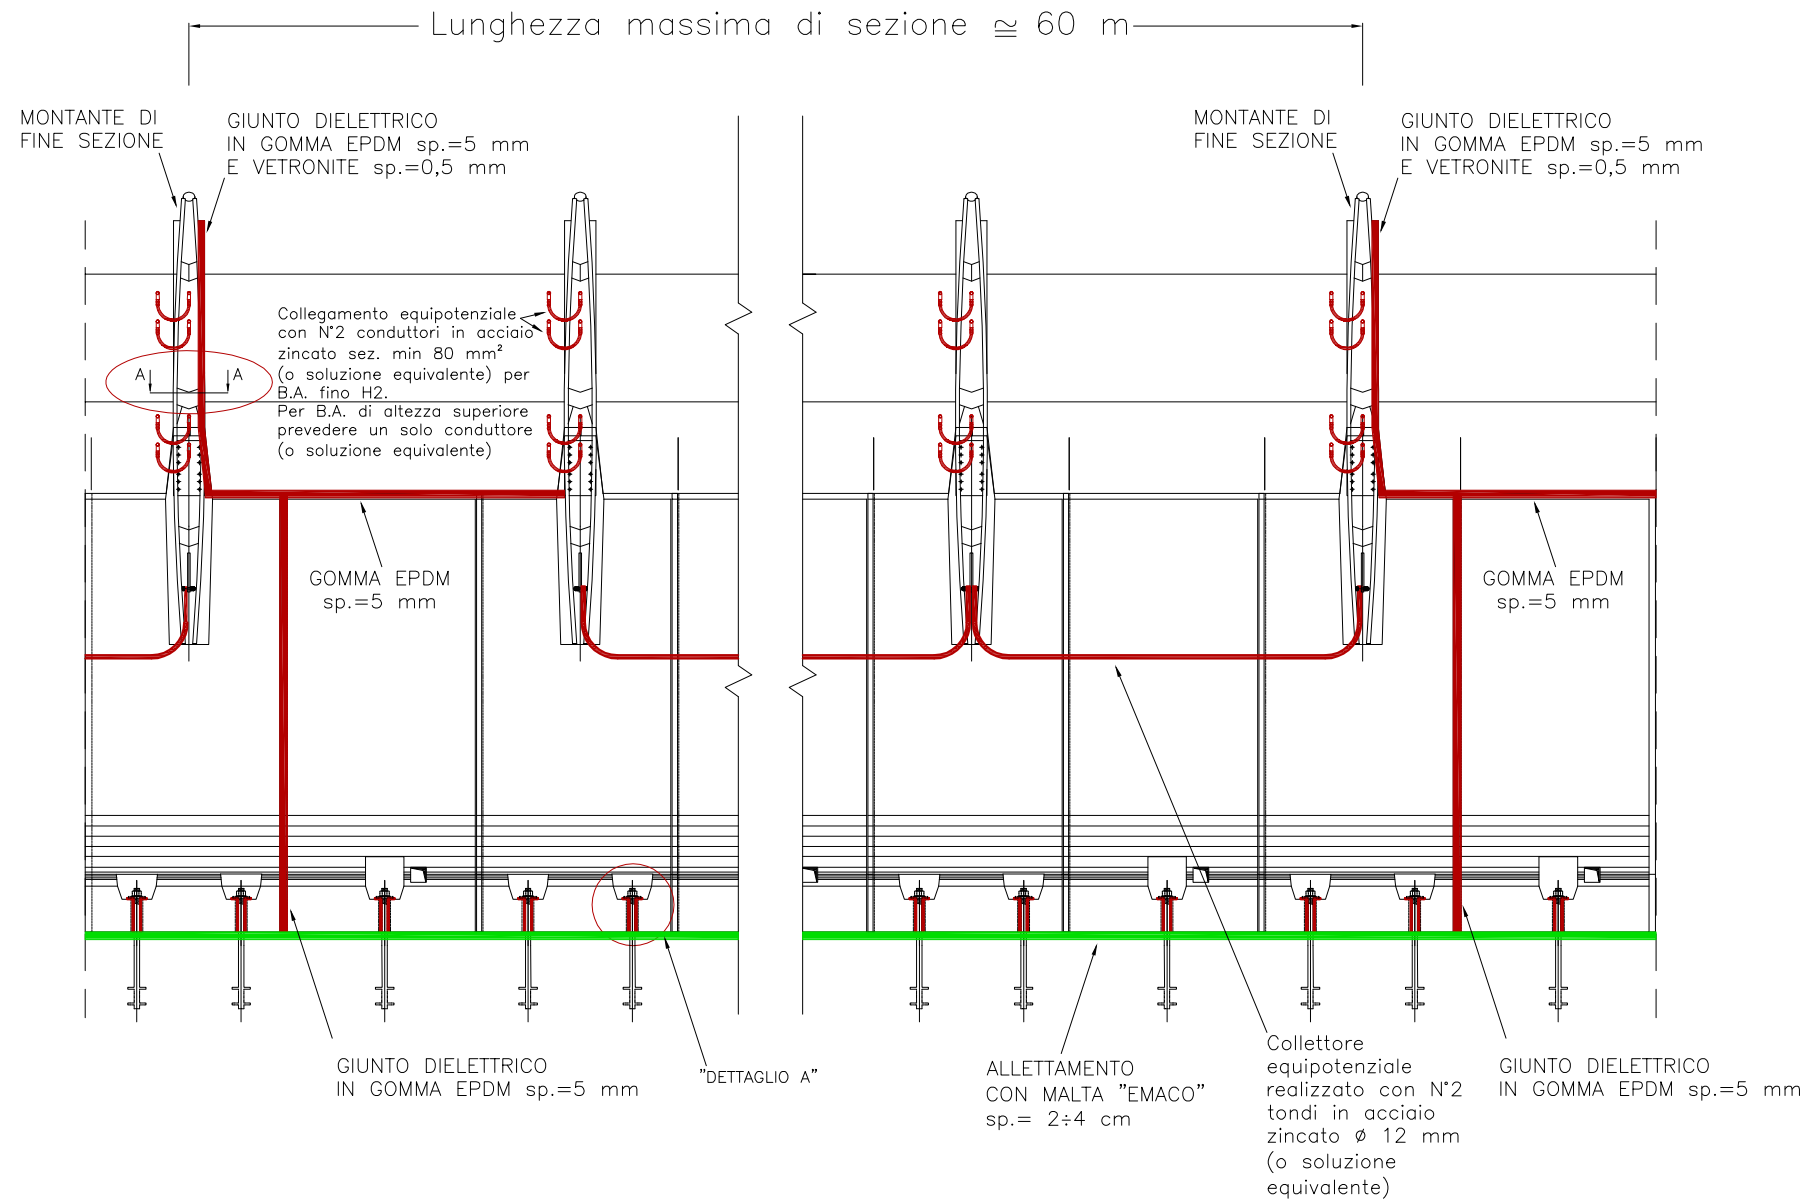 Lunghezza massima di sezione ≅ 60 m
MONTANTE DI
FINE SEZIONE
GIUNTO DIELETTRICO
IN GOMMA EPDM sp.=5 mm
E VETRONITE sp.=0,5 mm
MONTANTE DI
FINE SEZIONE
GIUNTO DIELETTRICO
IN GOMMA EPDM sp.=5 mm
E VETRONITE sp.=0,5 mm
Collegamento equipotenziale
con N°2 conduttori in acciaio
zincato sez. min 80 mm²
(o soluzione equivalente) per
B.A. fino H2.
Per B.A. di altezza superiore
prevedere un solo conduttore
(o soluzione equivalente)
A A
GOMMA EPDM
sp.=5 mm
GOMMA EPDM
sp.=5 mm
GIUNTO DIELETTRICO
IN GOMMA EPDM sp.=5 mm
"DETTAGLIO A"
ALLETTAMENTO
CON MALTA "EMACO"
sp.= 2÷4 cm
Collettore
equipotenziale
realizzato con N°2
tondi in acciaio
zincato ø 12 mm
(o soluzione
equivalente)
GIUNTO DIELETTRICO
IN GOMMA EPDM sp.=5 mm